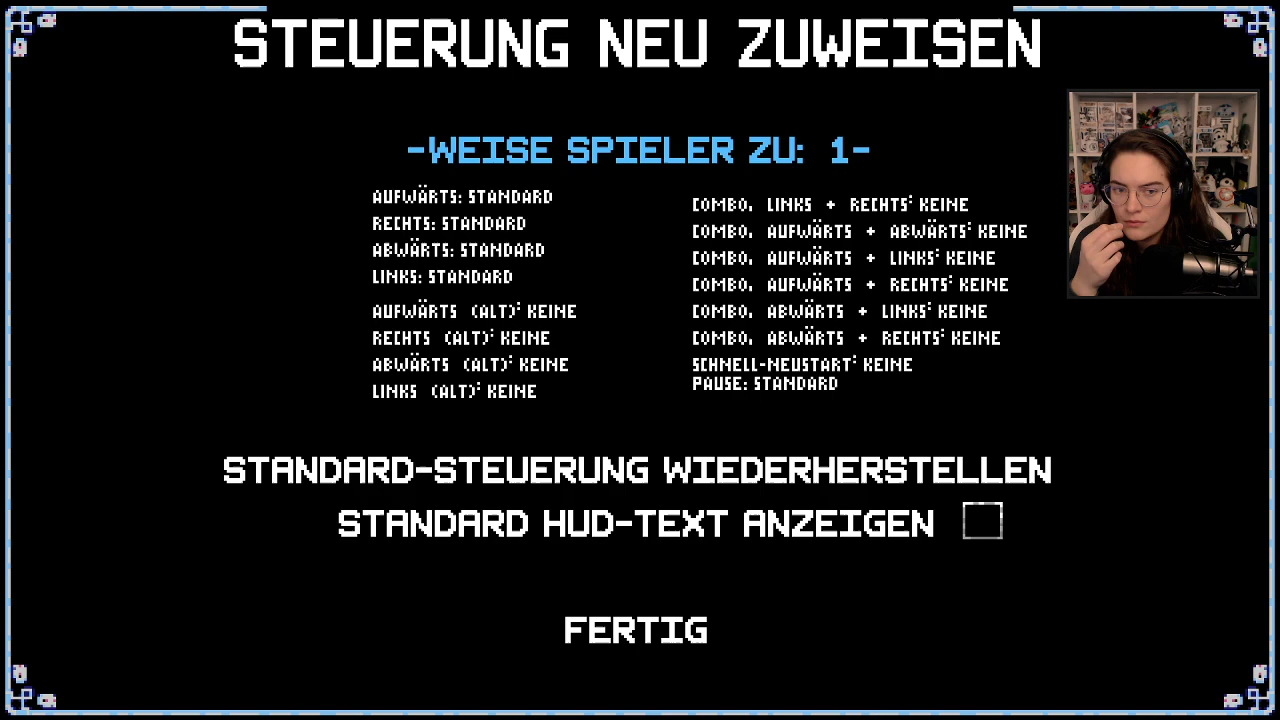 STEUERUNG NEU ZUWEISEN
-WEISE SPIELER ZU: 1-
AUFWÄRTS: STANDARD
RECHTS: STANDARD
ABWÄRTS: STANDARD
LINKS: STANDARD
AUFWÄRTS (ALT): KEINE
RECHTS (ALT): KEINE
ABWÄRTS (ALT): KEINE
LINKS (ALT): KEINE
COMBO. LINKS + RECHTS: KEINE
COMBO. AUFWÄRTS + ABWÄRTS: KEINE
COMBO. AUFWÄRTS + LINKS: KEINE
COMBO. AUFWÄRTS + RECHTS: KEINE
COMBO. ABWÄRTS + LINKS: KEINE
COMBO. ABWÄRTS + RECHTS: KEINE
SCHNELL-NEUSTART: KEINE
PAUSE: STANDARD
STANDARD-STEUERUNG WIEDERHERSTELLEN
STANDARD HUD-TEXT ANZEIGEN
FERTIG